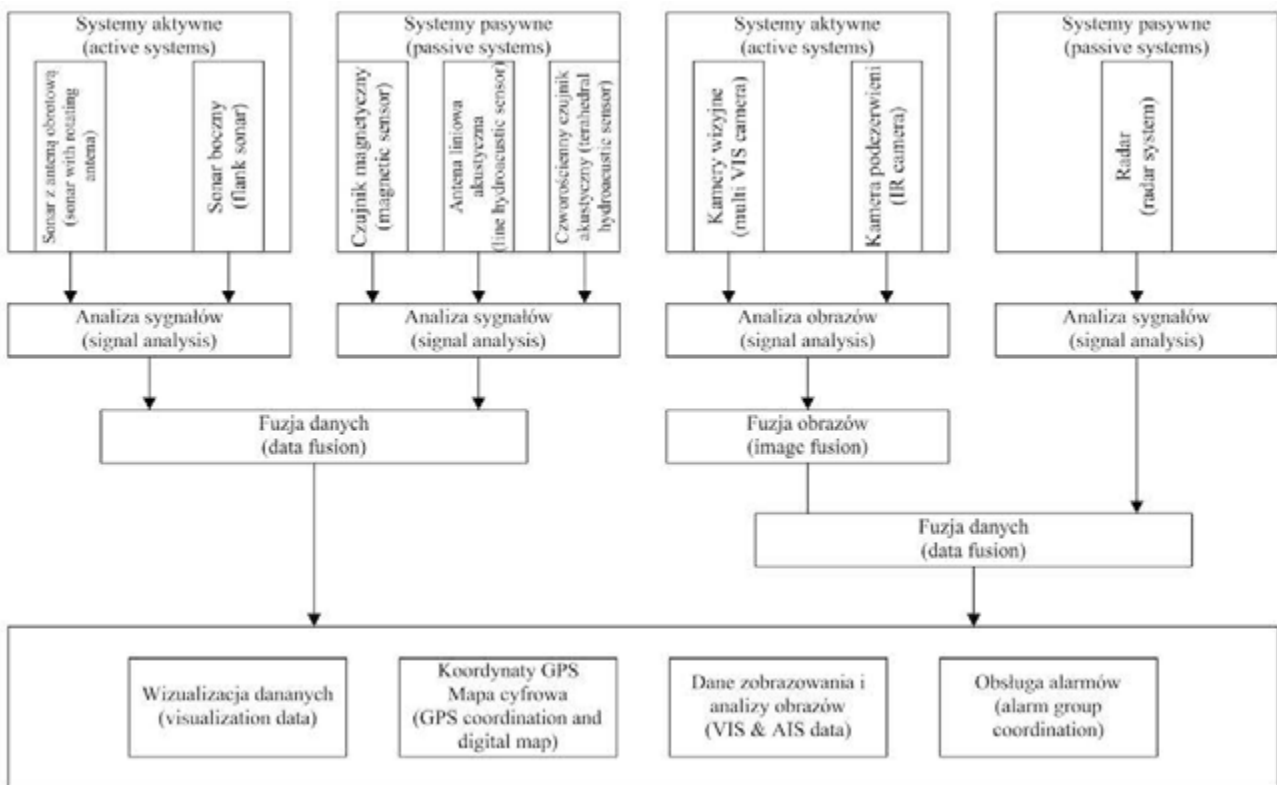 Systemy aktywne
(active systems)
Sonar z anteną obrotową
(sonar with rotating
antena)
Sonar boczny
(flank sonar)
Systemy pasywne
(passive systems)
Czujnik magnetyczny
(magnetic sensor)
Antena liniowa
akustyczna
(line hydroacustic sensor)
Czworościenny czujnik
akustyczny (terahedral
hydroacustic sensor)
Systemy aktywne
(active systems)
Kamery wizyjne
(multi VIS camera)
Kamera podczerwieni
(IR camera)
Systemy pasywne
(passive systems)
Radar
(radar system)
Analiza sygnałów
(signal analysis)
Analiza sygnałów
(signal analysis)
Analiza obrazów
(signal analysis)
Analiza sygnałów
(signal analysis)
Fuzja danych
(data fusion)
Fuzja obrazów
(image fusion)
Fuzja danych
(data fusion)
Wizualizacja dananych
(visualization data)
Koordynaty GPS
Mapa cyfrowa
(GPS coordination and
digital map)
Dane zobrazowania i
analizy obrazów
(VIS & AIS data)
Obsługa alarmów
(alarm group
coordination)